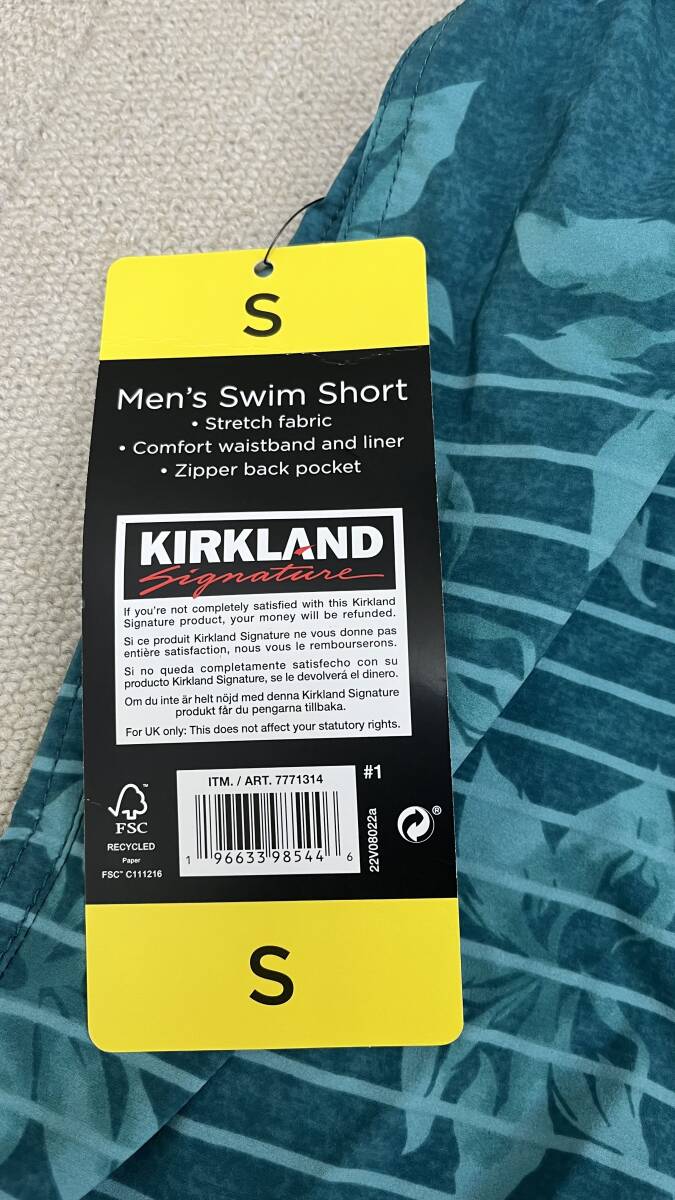 S
Men's Swim Short
• Stretch fabric
• Comfort waistband and liner
• Zipper back pocket
KIRKLAND
Signature
If you're not completely satisfied with this Kirkland
Signature product, your money will be refunded.
Si ce produit Kirkland Signature ne vous donne pas
entière satisfaction, nous vous le rembourserons.
Si no queda completamente satisfecho con su
producto Kirkland Signature, se le devolverá el dinero.
Om du inte är helt nöjd med denna Kirkland Signature
produkt får du pengarna tillbaka.
For UK only: This does not affect your statutory rights.
ITM. / ART. 7771314
#1
1 96633 98544 6
22V08022a
®
™
FSC
RECYCLED
Paper
FSC™ C111216
S